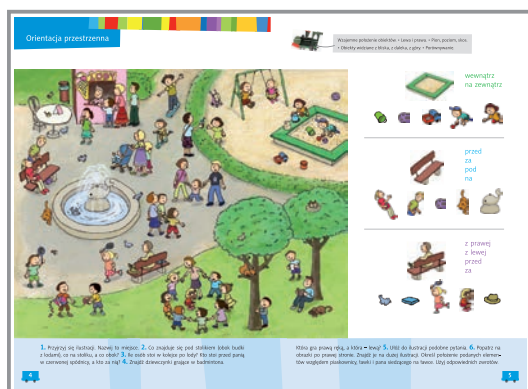 Orientacja przestrzenna
Wzajemne położenie obiektów • Lewa i prawa. • Pion, poziom, skos.
• Obiekty widziane z bliska, z daleka, z góry. • Porównywanie.
LODY
wewnątrz
na zewnątrz
przed
za
pod
na
z prawej
z lewej
przed
za
1. Przyjrzyj się ilustracji. Nazwij to miejsce. 2. Co znajduje się pod stolikiem (obok budki
z lodami), co na stoliku, a co obok? 3. Ile osób stoi w kolejce po lody? Kto stoi przed panią
w czerwonej spódnicy, a kto za nią? 4. Znajdź dziewczynki grające w badmintona.
Która gra prawą ręką, a która – lewą? 5. Ułóż do ilustracji podobne pytania. 6. Popatrz na
obrazki po prawej stronie. Znajdź je na dużej ilustracji. Określ położenie podanych elemen-
tów względem piaskownicy, ławki i pana siedzącego na ławce. Użyj odpowiednich zwrotów.
4
5